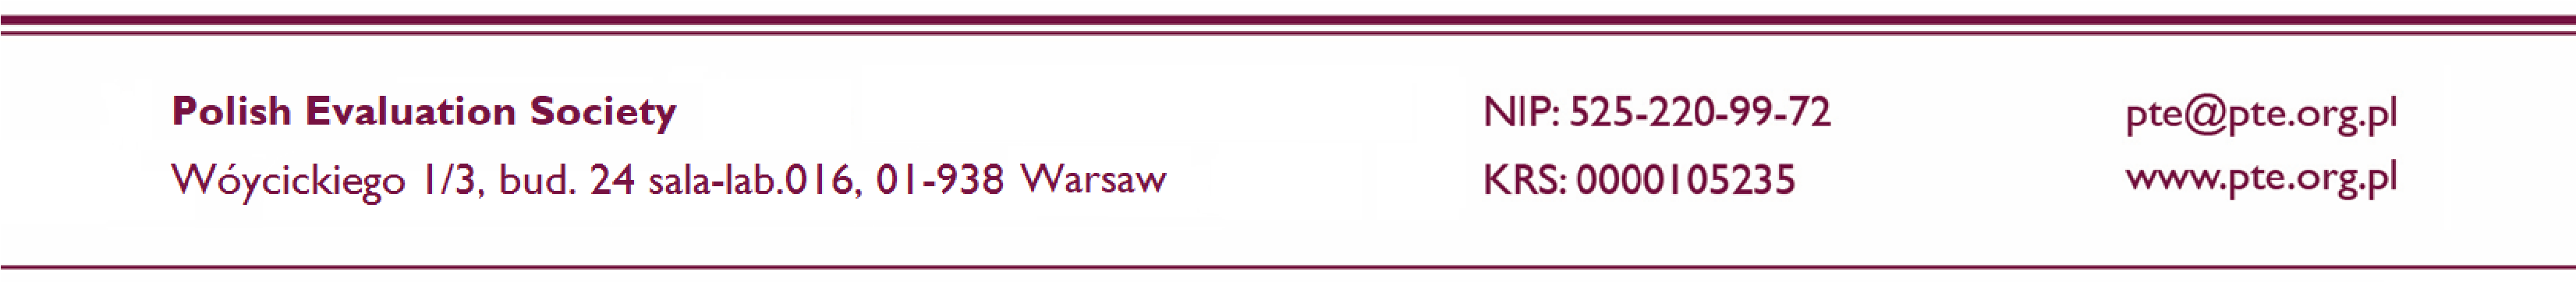 Polish Evaluation Society
Wóycickiego 1/3, bud. 24 sala-lab.016, 01-938 Warsaw
NIP: 525-220-99-72
KRS: 0000105235
pte@pte.org.pl
www.pte.org.pl